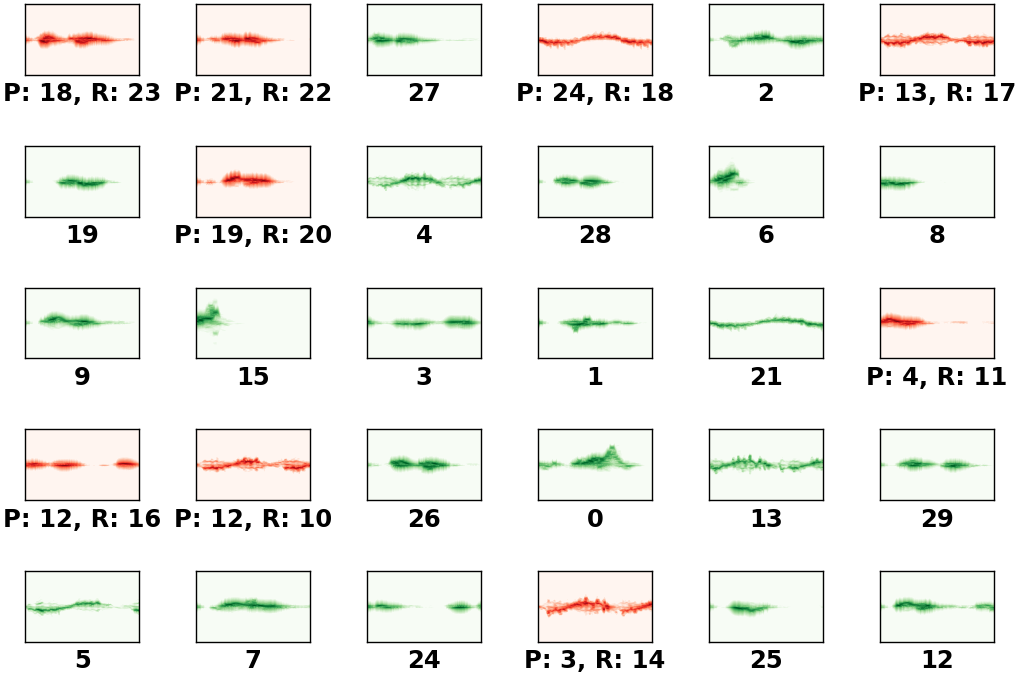 P: 18, R: 23 P: 21, R: 22 27 P: 24, R: 18 2 P: 13, R: 17
19 P: 19, R: 20 4 28 6 8
9 15 3 1 21 P: 4, R: 11
P: 12, R: 16 P: 12, R: 10 26 0 13 29
5 7 24 P: 3, R: 14 25 12